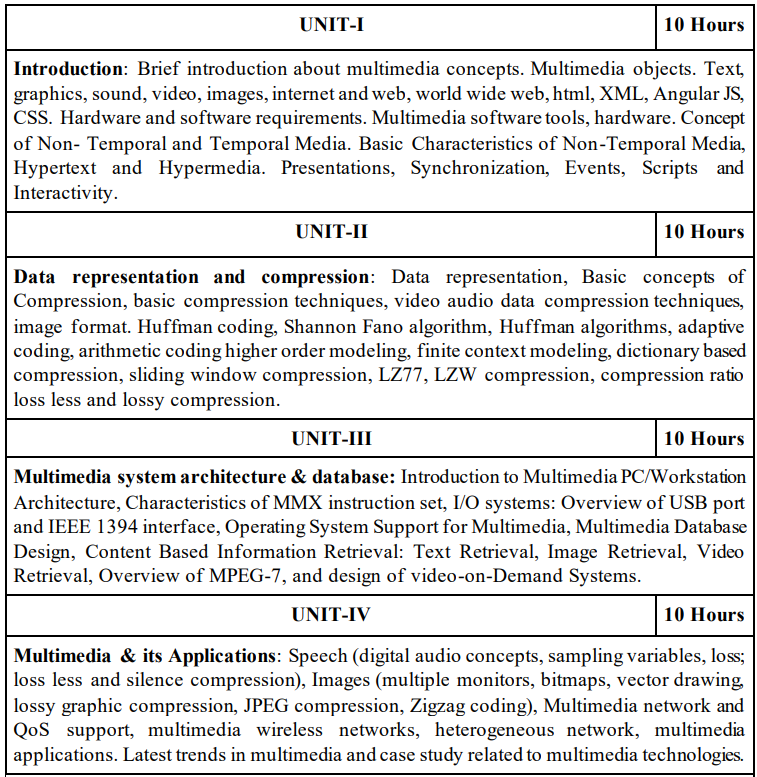 UNIT-I 10 Hours
Introduction: Brief introduction about multimedia concepts. Multimedia objects. Text,
graphics, sound, video, images, internet and web, world wide web, html, XML, Angular JS,
CSS. Hardware and software requirements. Multimedia software tools, hardware. Concept
of Non- Temporal and Temporal Media. Basic Characteristics of Non-Temporal Media,
Hypertext and Hypermedia. Presentations, Synchronization, Events, Scripts and
Interactivity.
UNIT-II 10 Hours
Data representation and compression: Data representation, Basic concepts of
Compression, basic compression techniques, video audio data compression techniques,
image format. Huffman coding, Shannon Fano algorithm, Huffman algorithms, adaptive
coding, arithmetic coding higher order modeling, finite context modeling, dictionary based
compression, sliding window compression, LZ77, LZW compression, compression ratio
loss less and lossy compression.
UNIT-III 10 Hours
Multimedia system architecture & database: Introduction to Multimedia PC/Workstation
Architecture, Characteristics of MMX instruction set, I/O systems: Overview of USB port
and IEEE 1394 interface, Operating System Support for Multimedia, Multimedia Database
Design, Content Based Information Retrieval: Text Retrieval, Image Retrieval, Video
Retrieval, Overview of MPEG-7, and design of video-on-Demand Systems.
UNIT-IV 10 Hours
Multimedia & its Applications: Speech (digital audio concepts, sampling variables, loss;
loss less and silence compression), Images (multiple monitors, bitmaps, vector drawing,
lossy graphic compression, JPEG compression, Zigzag coding), Multimedia network and
QoS support, multimedia wireless networks, heterogeneous network, multimedia
applications. Latest trends in multimedia and case study related to multimedia technologies.